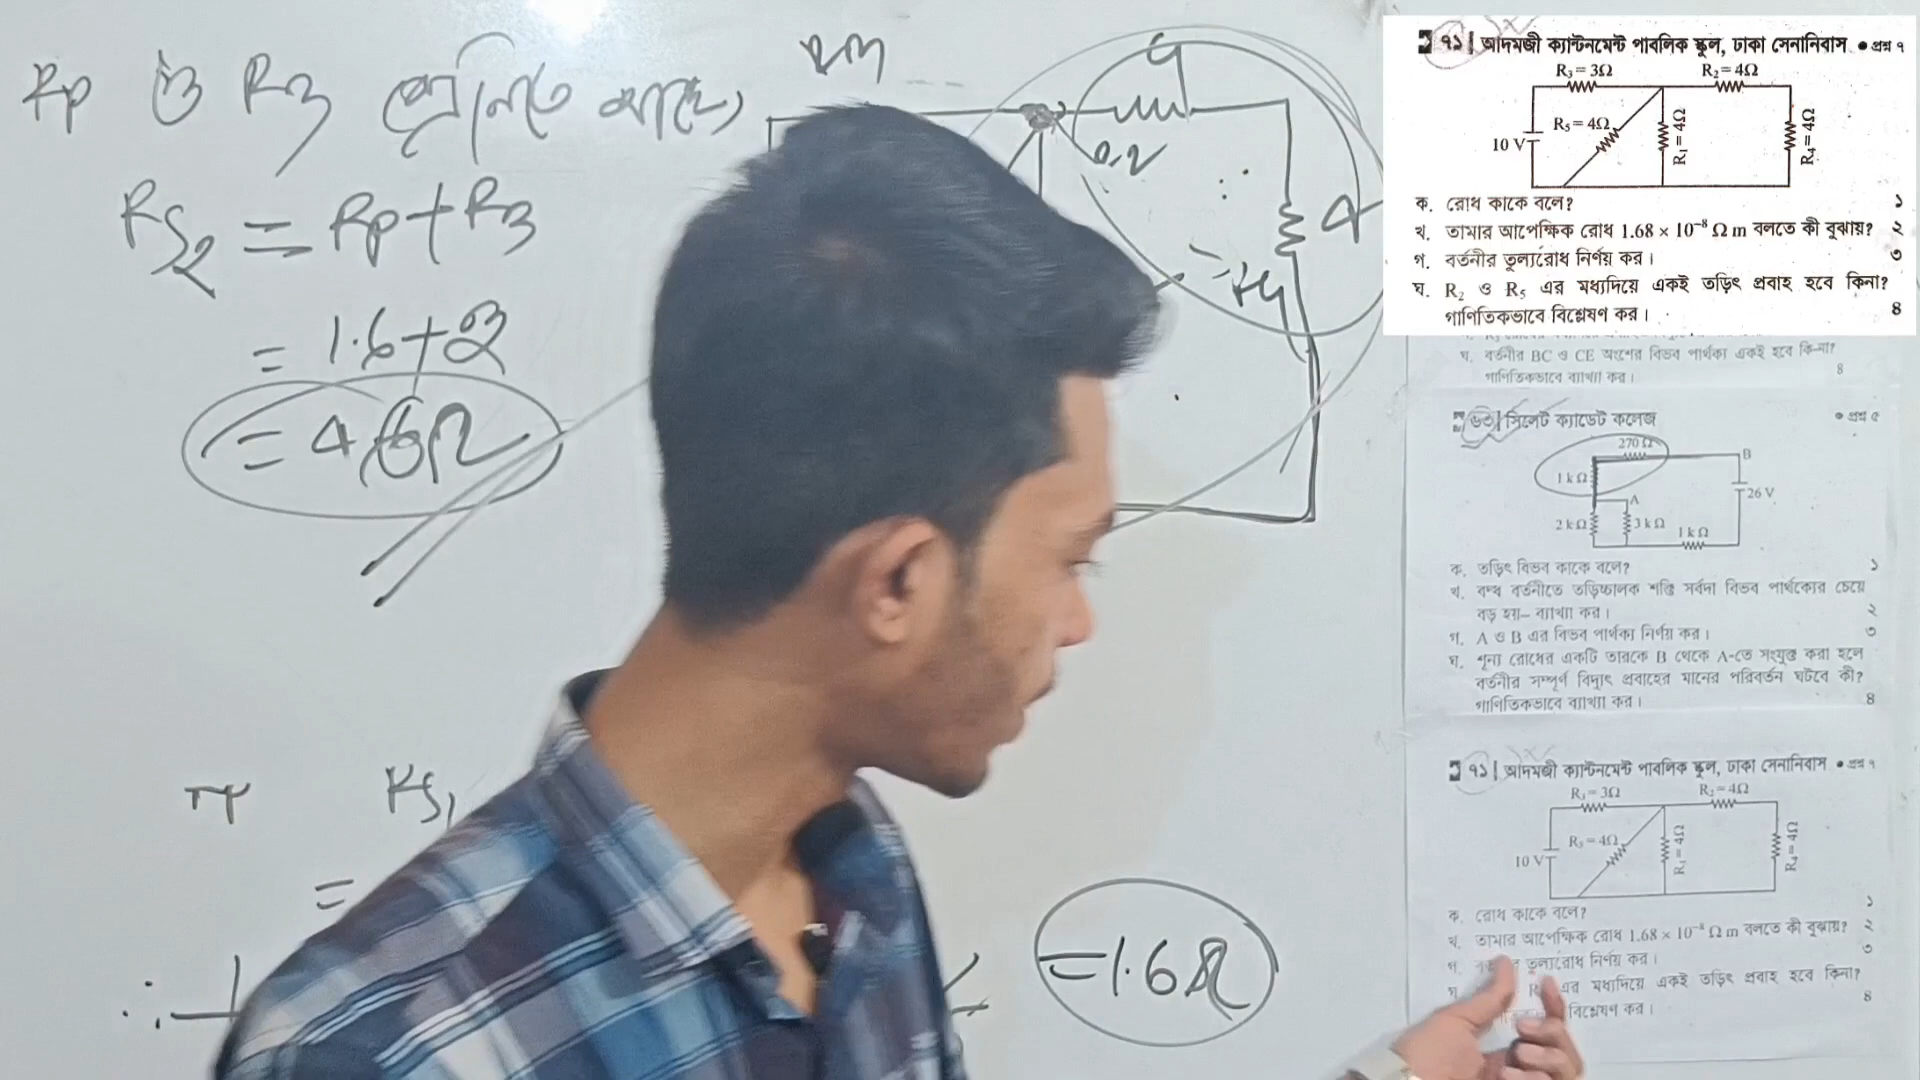 Rp ও R3 শ্রেণিতে আছে,
RS2 = Rp + R3
= 1.6 + 3
= 4.6Ω
RS1
=
= 1.6Ω
4
0.2
4
৭১ | আদমজী ক্যান্টনমেন্ট পাবলিক স্কুল, ঢাকা সেনানিবাস ● প্রশ্ন ৭
R₃ = 3Ω R₂ = 4Ω
R₅ = 4Ω R₁ = 4Ω R₄ = 4Ω
10 V
ক. রোধ কাকে বলে? ১
খ. তামার আপেক্ষিক রোধ 1.68 × 10⁻⁸ Ω m বলতে কী বুঝায়? ২
গ. বর্তনীর তুল্যরোধ নির্ণয় কর। ৩
ঘ. R₂ ও R₅ এর মধ্যদিয়ে একই তড়িৎ প্রবাহ হবে কিনা?
গাণিতিকভাবে বিশ্লেষণ কর। ৪
ঘ. বর্তনীর BC ও CE অংশের বিভব পার্থক্য একই হবে কি-না?
গাণিতিকভাবে ব্যাখ্যা কর। ৪
সিলেট ক্যাডেট কলেজ ● প্রশ্ন ৫
270 Ω
B
1 kΩ
A 26 V
2 kΩ 3 kΩ 1 kΩ
ক. তড়িৎ বিভব কাকে বলে? ১
খ. বদ্ধ বর্তনীতে তড়িচ্চালক শক্তি সর্বদা বিভব পার্থক্যের চেয়ে
বড় হয়– ব্যাখ্যা কর। ২
গ. A ও B এর বিভব পার্থক্য নির্ণয় কর। ৩
ঘ. শূন্য রোধের একটি তারকে B থেকে A-তে সংযুক্ত করা হলে
বর্তনীর সম্পূর্ণ বিদ্যুৎ প্রবাহের মানের পরিবর্তন ঘটবে কী?
গাণিতিকভাবে ব্যাখ্যা কর। ৪
৭১ | আদমজী ক্যান্টনমেন্ট পাবলিক স্কুল, ঢাকা সেনানিবাস ● প্রশ্ন ৭
R₃ = 3Ω R₂ = 4Ω
R₅ = 4Ω R₁ = 4Ω R₄ = 4Ω
10 V
ক. রোধ কাকে বলে? ১
খ. তামার আপেক্ষিক রোধ 1.68 × 10⁻⁸ Ω m বলতে কী বুঝায়? ২
গ. তুল্যরোধ নির্ণয় কর। ৩
এর মধ্যদিয়ে একই তড়িৎ প্রবাহ হবে কিনা?
বিশ্লেষণ কর। ৪